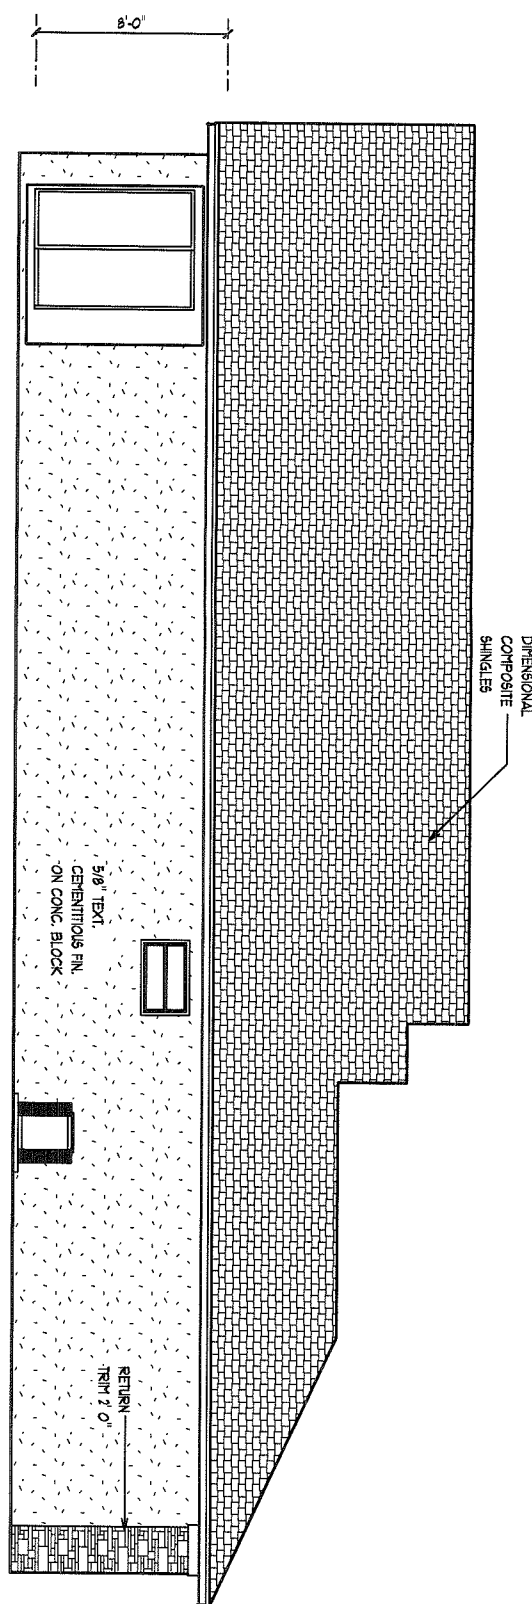 8'-0"
DIMENSIONAL
COMPOSITE
SHINGLES
5/8" TEXT.
CEMENTITIOUS FIN.
ON CONC. BLOCK
RETURN
TRIM 2' 0"